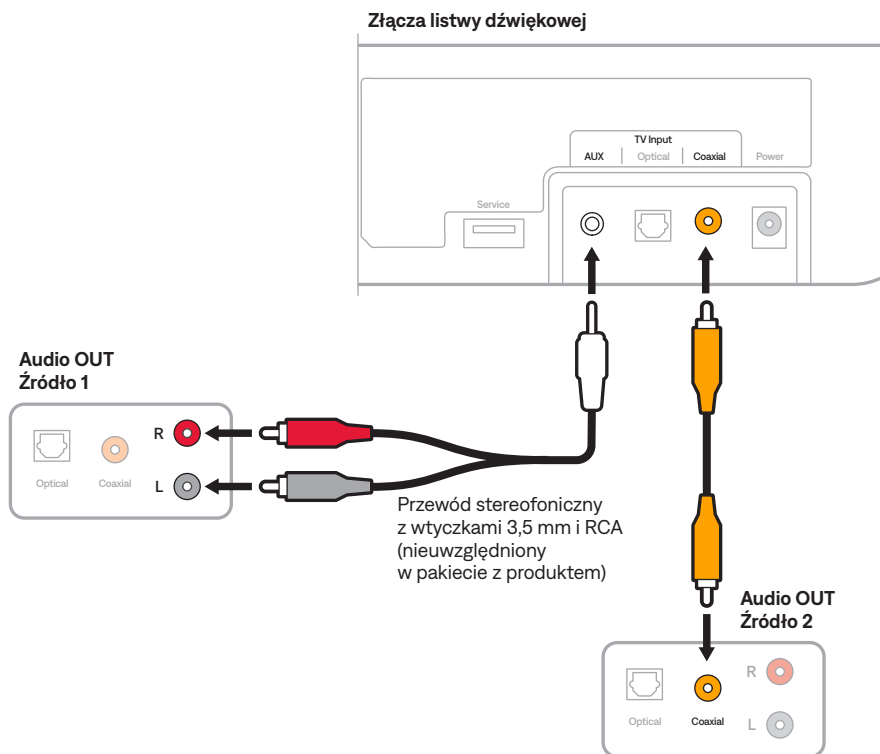 Złącza listwy dźwiękowej
TV Input
AUX Optical Coaxial Power
Service
Audio OUT
Źródło 1
R
Optical Coaxial L
Przewód stereofoniczny
z wtyczkami 3,5 mm i RCA
(nieuwzględniony
w pakiecie z produktem)
Audio OUT
Źródło 2
R
Optical Coaxial L